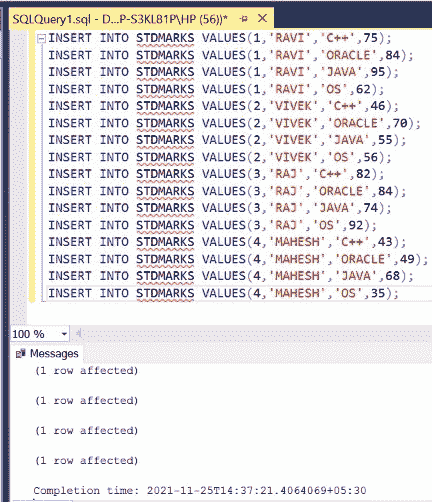 SQLQuery1.sql - D...P-S3KLB1P\HP (56))*
INSERT INTO STDMARKS VALUES(1,'RAVI','C++',75);
INSERT INTO STDMARKS VALUES(1,'RAVI','ORACLE',84);
INSERT INTO STDMARKS VALUES(1,'RAVI','JAVA',95);
INSERT INTO STDMARKS VALUES(1,'RAVI','OS',62);
INSERT INTO STDMARKS VALUES(2,'VIVEK','C++',46);
INSERT INTO STDMARKS VALUES(2,'VIVEK','ORACLE',70);
INSERT INTO STDMARKS VALUES(2,'VIVEK','JAVA',55);
INSERT INTO STDMARKS VALUES(2,'VIVEK','OS',56);
INSERT INTO STDMARKS VALUES(3,'RAJ','C++',82);
INSERT INTO STDMARKS VALUES(3,'RAJ','ORACLE',84);
INSERT INTO STDMARKS VALUES(3,'RAJ','JAVA',74);
INSERT INTO STDMARKS VALUES(3,'RAJ','OS',92);
INSERT INTO STDMARKS VALUES(4,'MAHESH','C++',43);
INSERT INTO STDMARKS VALUES(4,'MAHESH','ORACLE',49);
INSERT INTO STDMARKS VALUES(4,'MAHESH','JAVA',68);
INSERT INTO STDMARKS VALUES(4,'MAHESH','OS',35);
100 %
Messages
(1 row affected)
(1 row affected)
(1 row affected)
(1 row affected)
Completion time: 2021-11-25T14:37:21.4064069+05:30